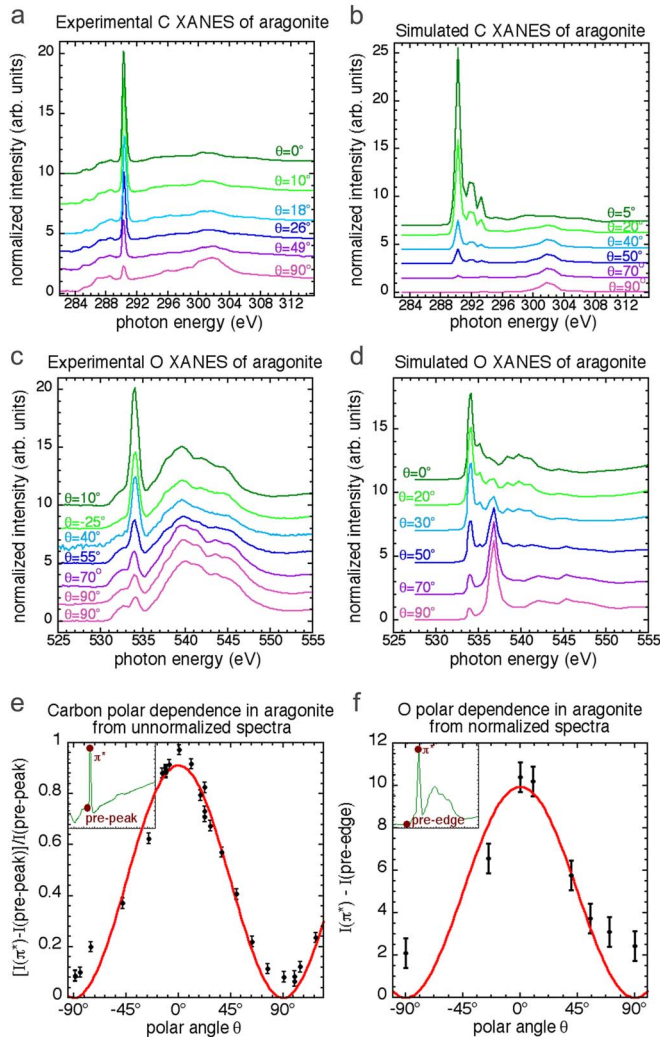 a
Experimental C XANES of aragonite
normalized intensity (arb. units)
20
15
10
5
0
θ=0°
θ=10°
θ=18°
θ=26°
θ=49°
θ=90°
284 288 292 296 300 304 308 312
photon energy (eV)
b
Simulated C XANES of aragonite
normalized intensity (arb. units)
25
20
15
10
5
0
θ=5°
θ=20°
θ=40°
θ=50°
θ=70°
θ=90°
284 288 292 296 300 304 308 312
photon energy (eV)
c
Experimental O XANES of aragonite
normalized intensity (arb. units)
20
15
10
5
0
θ=10°
θ=-25°
θ=40°
θ=55°
θ=70°
θ=90°
θ=90°
525 530 535 540 545 550 555
photon energy (eV)
d
Simulated O XANES of aragonite
normalized intensity (arb. units)
20
15
10
5
0
θ=0°
θ=20°
θ=30°
θ=50°
θ=70°
θ=90°
525 530 535 540 545 550 555
photon energy (eV)
e
Carbon polar dependence in aragonite
from unnormalized spectra
[I(π*)-I(pre-peak)]/I(pre-peak)
1
0.8
0.6
0.4
0.2
0
π*
pre-peak
-90° -45° 0° 45° 90°
polar angle θ
f
O polar dependence in aragonite
from normalized spectra
I(π*) - I(pre-edge)
12
10
8
6
4
2
0
π*
pre-edge
-90° -45° 0° 45° 90°
polar angle θ